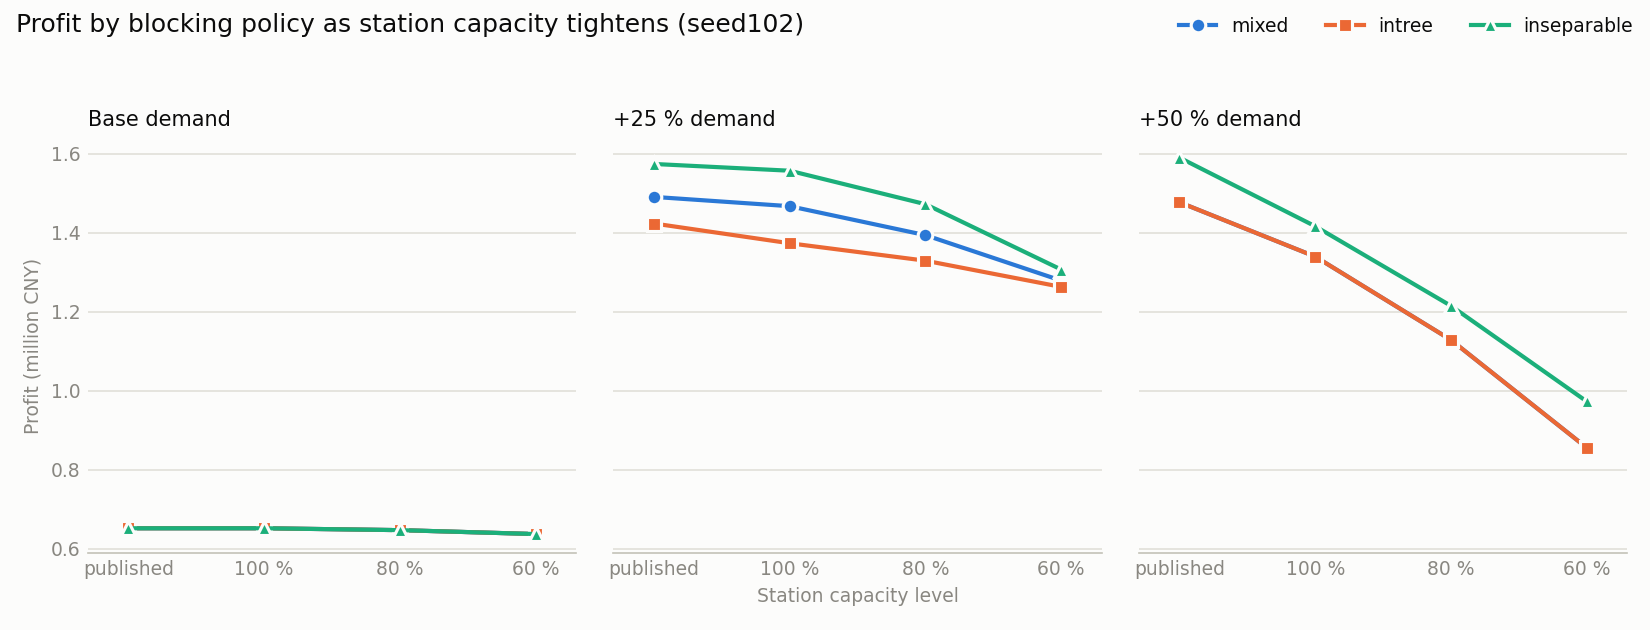 Profit by blocking policy as station capacity tightens (seed102)
mixed intree inseparable
Base demand
+25 % demand
+50 % demand
Profit (million CNY)
1.6
1.4
1.2
1.0
0.8
0.6
published 100 % 80 % 60 %
published 100 % 80 % 60 %
published 100 % 80 % 60 %
Station capacity level